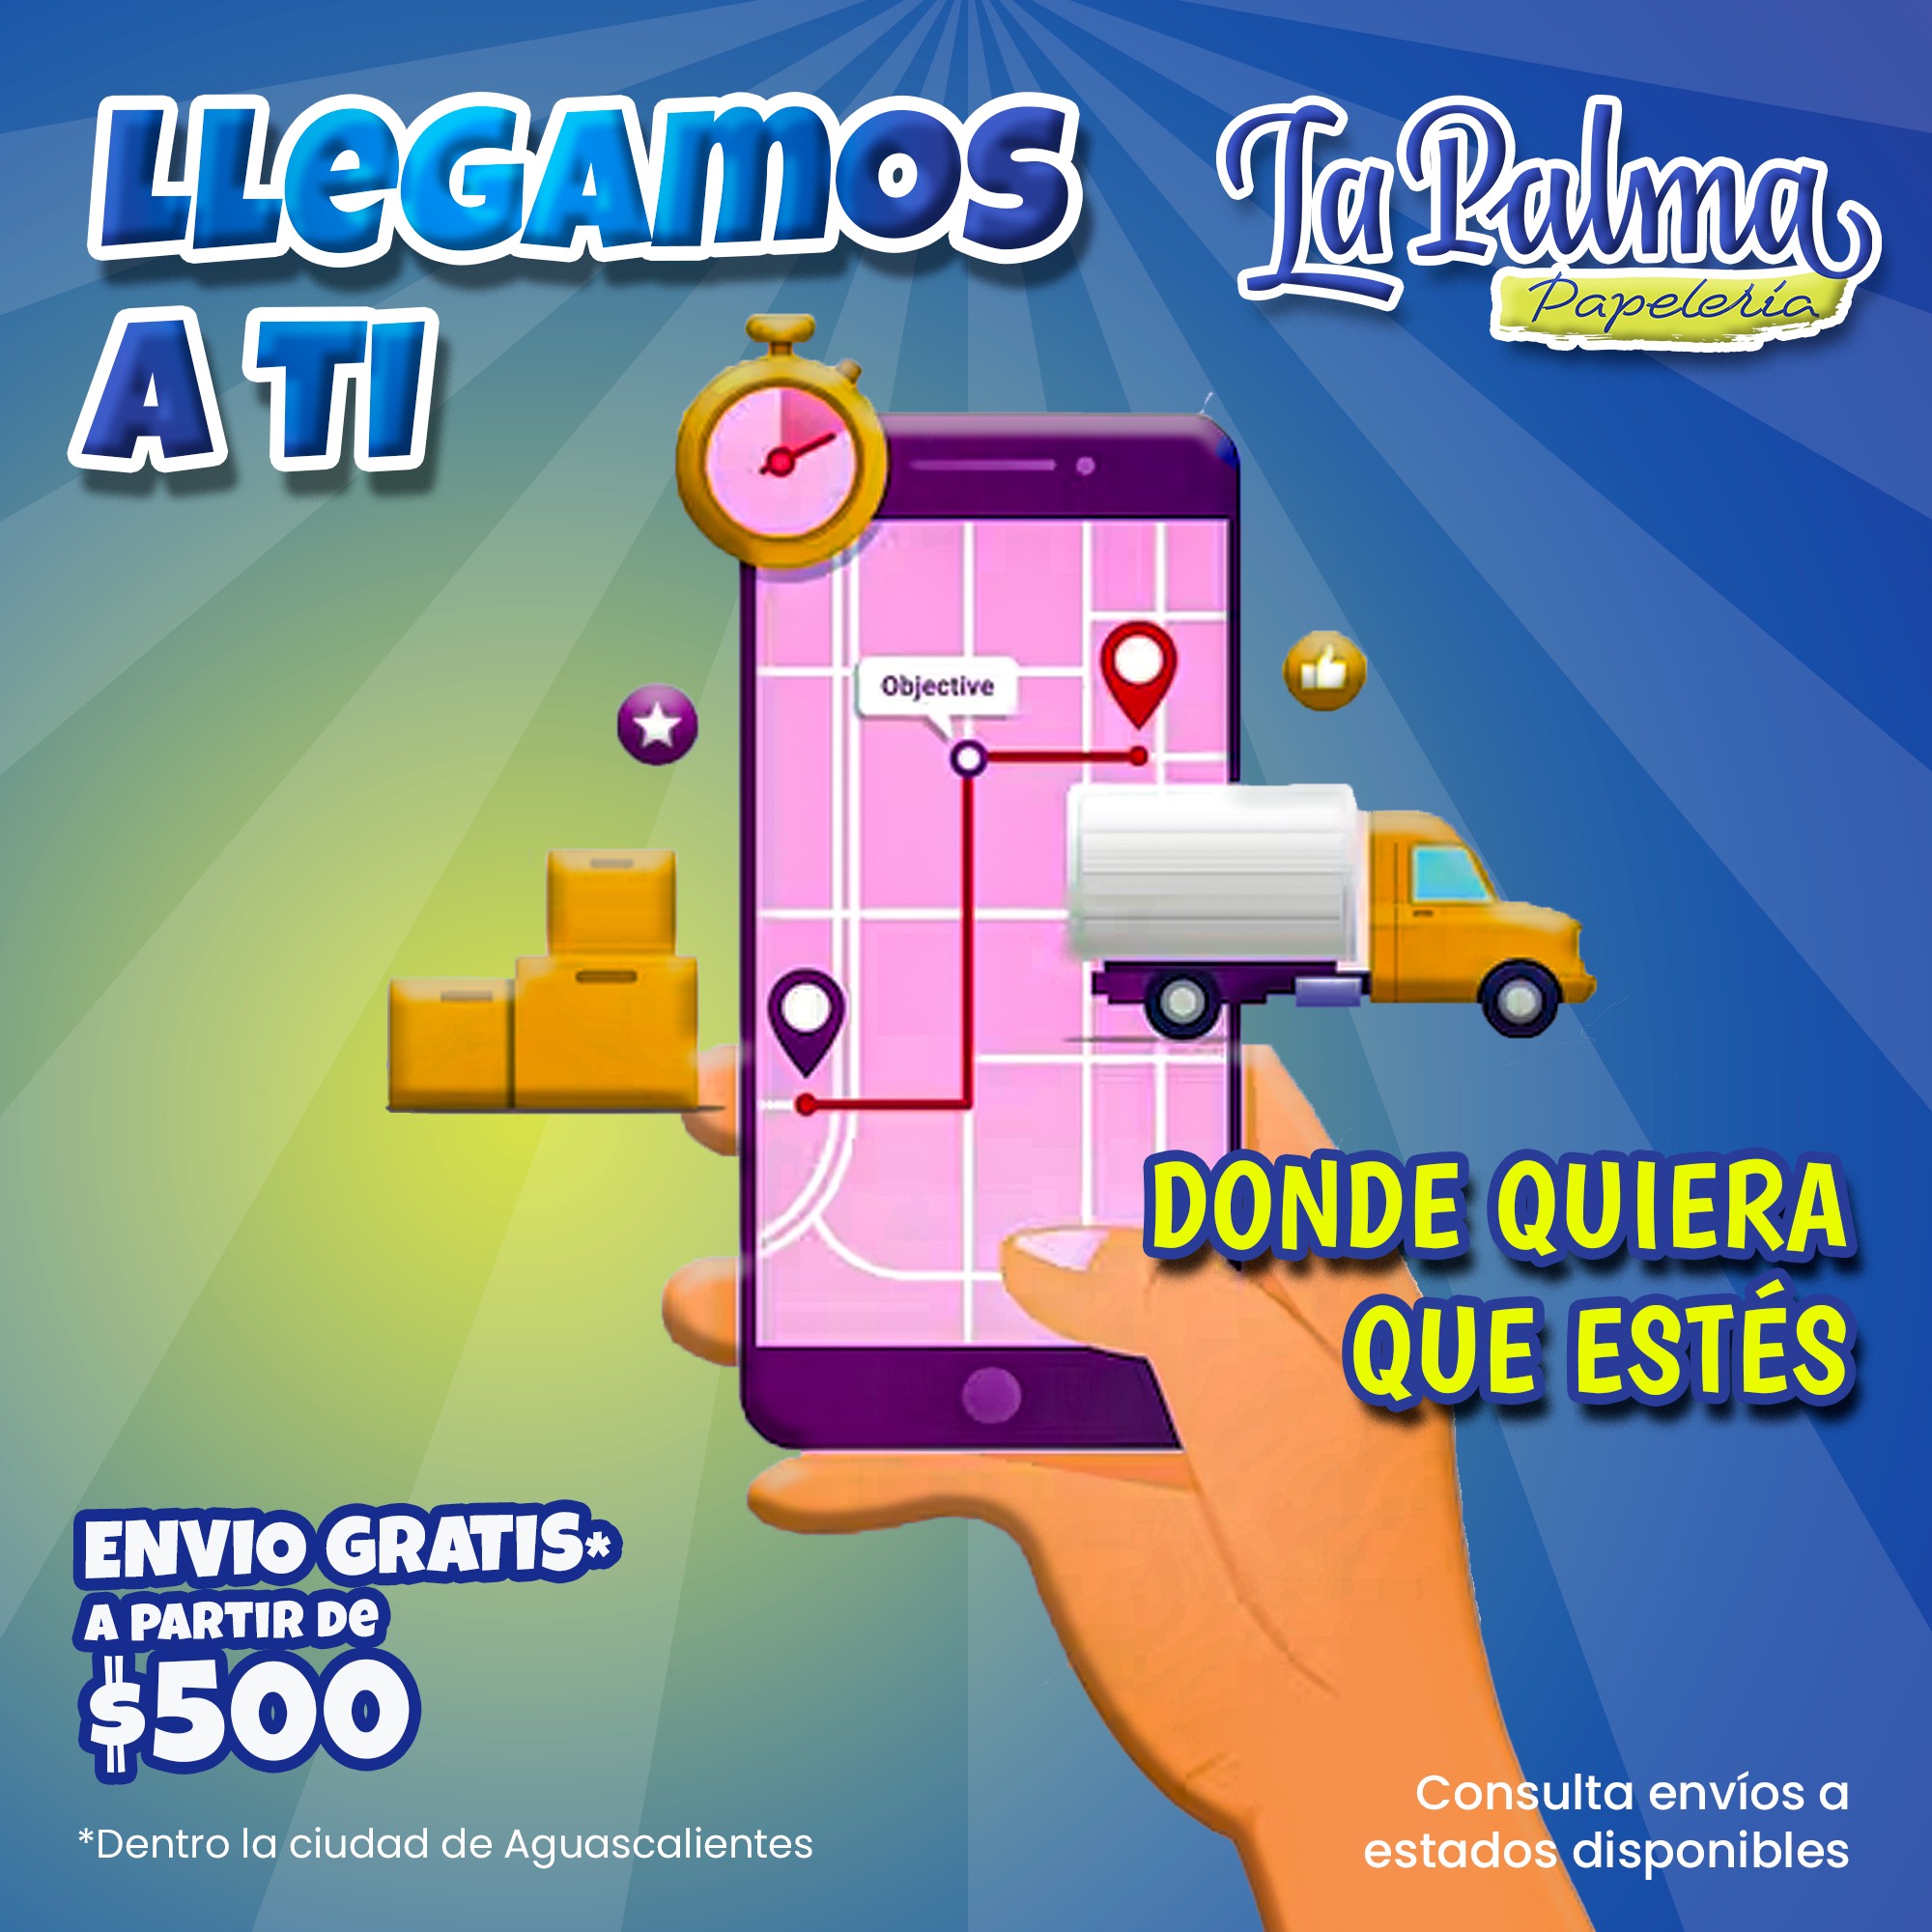 LLEGAMOS
A TI
La Palma
Papelería
Objective
DONDE QUIERA
QUE ESTÉS
ENVIO GRATIS*
A PARTIR DE
$500
*Dentro la ciudad de Aguascalientes
Consulta envíos a
estados disponibles